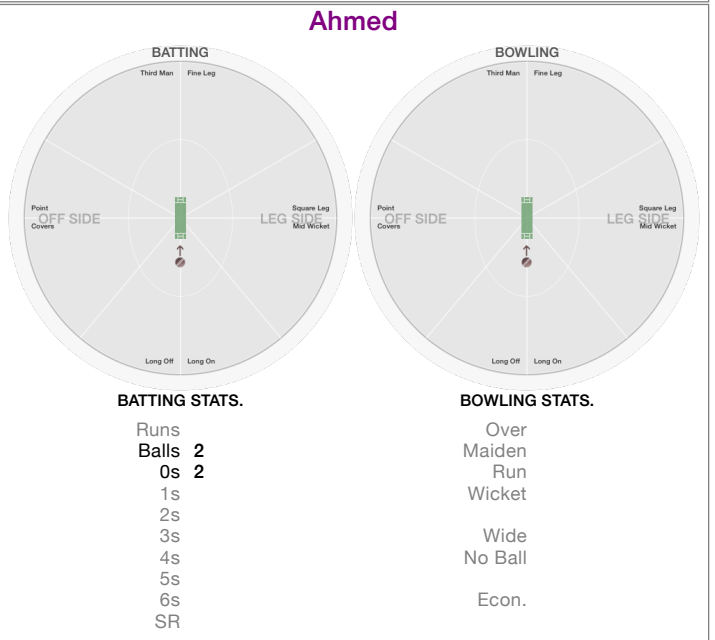 Ahmed
BATTING
Third Man Fine Leg
Point
Covers
OFF SIDE
LEG SIDE
Square Leg
Mid Wicket
Long Off Long On
BOWLING
Third Man Fine Leg
Point
Covers
OFF SIDE
LEG SIDE
Square Leg
Mid Wicket
Long Off Long On
BATTING STATS.
Runs
Balls 2
0s 2
1s
2s
3s
4s
5s
6s
SR
BOWLING STATS.
Over
Maiden
Run
Wicket
Wide
No Ball
Econ.